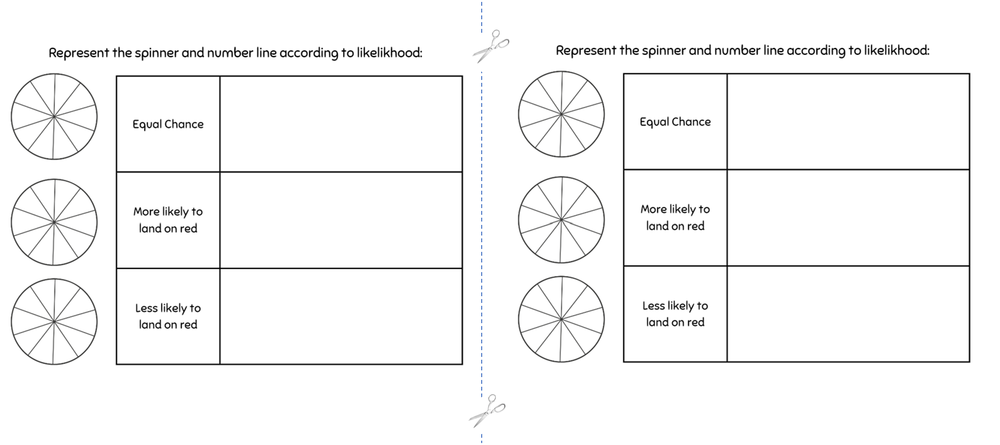 Represent the spinner and number line according to likelikhood:
Equal Chance
More likely to
land on red
Less likely to
land on red
Represent the spinner and number line according to likelikhood:
Equal Chance
More likely to
land on red
Less likely to
land on red